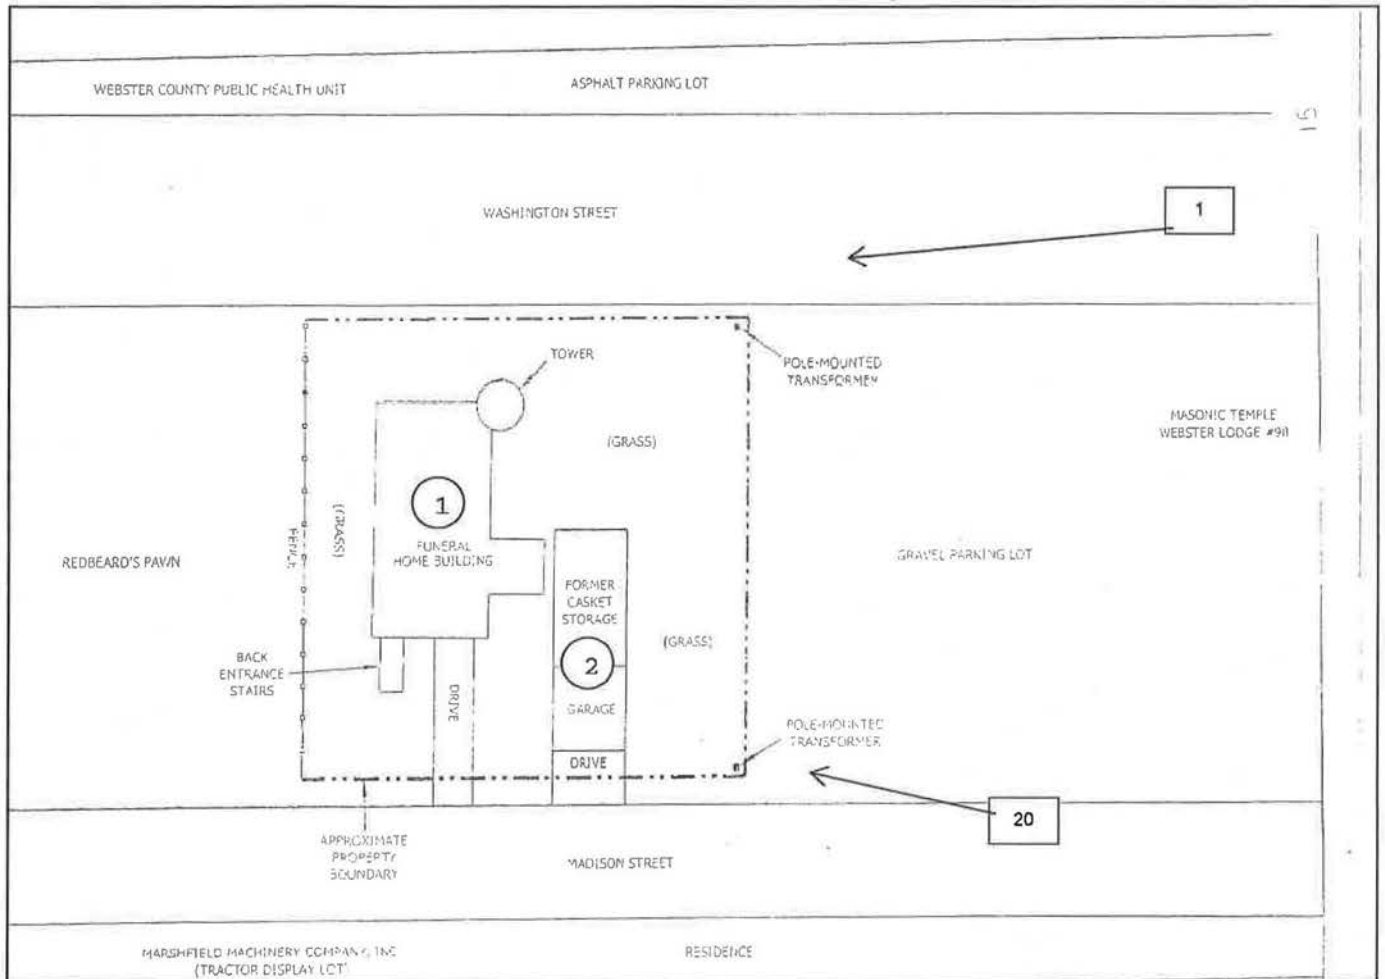 WEBSTER COUNTY PUBLIC HEALTH UNIT
ASPHALT PARKING LOT
WASHINGTON STREET
1
TOWER
POLE-MOUNTED
TRANSFORMER
MASONIC TEMPLE
WEBSTER LODGE #98
(GRASS)
(GRASS)
1
FUNERAL
HOME BUILDING
FENCE
REDBEARD'S PAWN
GRAVEL PARKING LOT
FORMER
CASKET
STORAGE
(GRASS)
2
BACK
ENTRANCE
STAIRS
DRIVE
GARAGE
POLE-MOUNTED
TRANSFORMER
DRIVE
20
APPROXIMATE
PROPERTY
BOUNDARY
MADISON STREET
MARSHFIELD MACHINERY COMPANY, INC
(TRACTOR DISPLAY LOT)
RESIDENCE